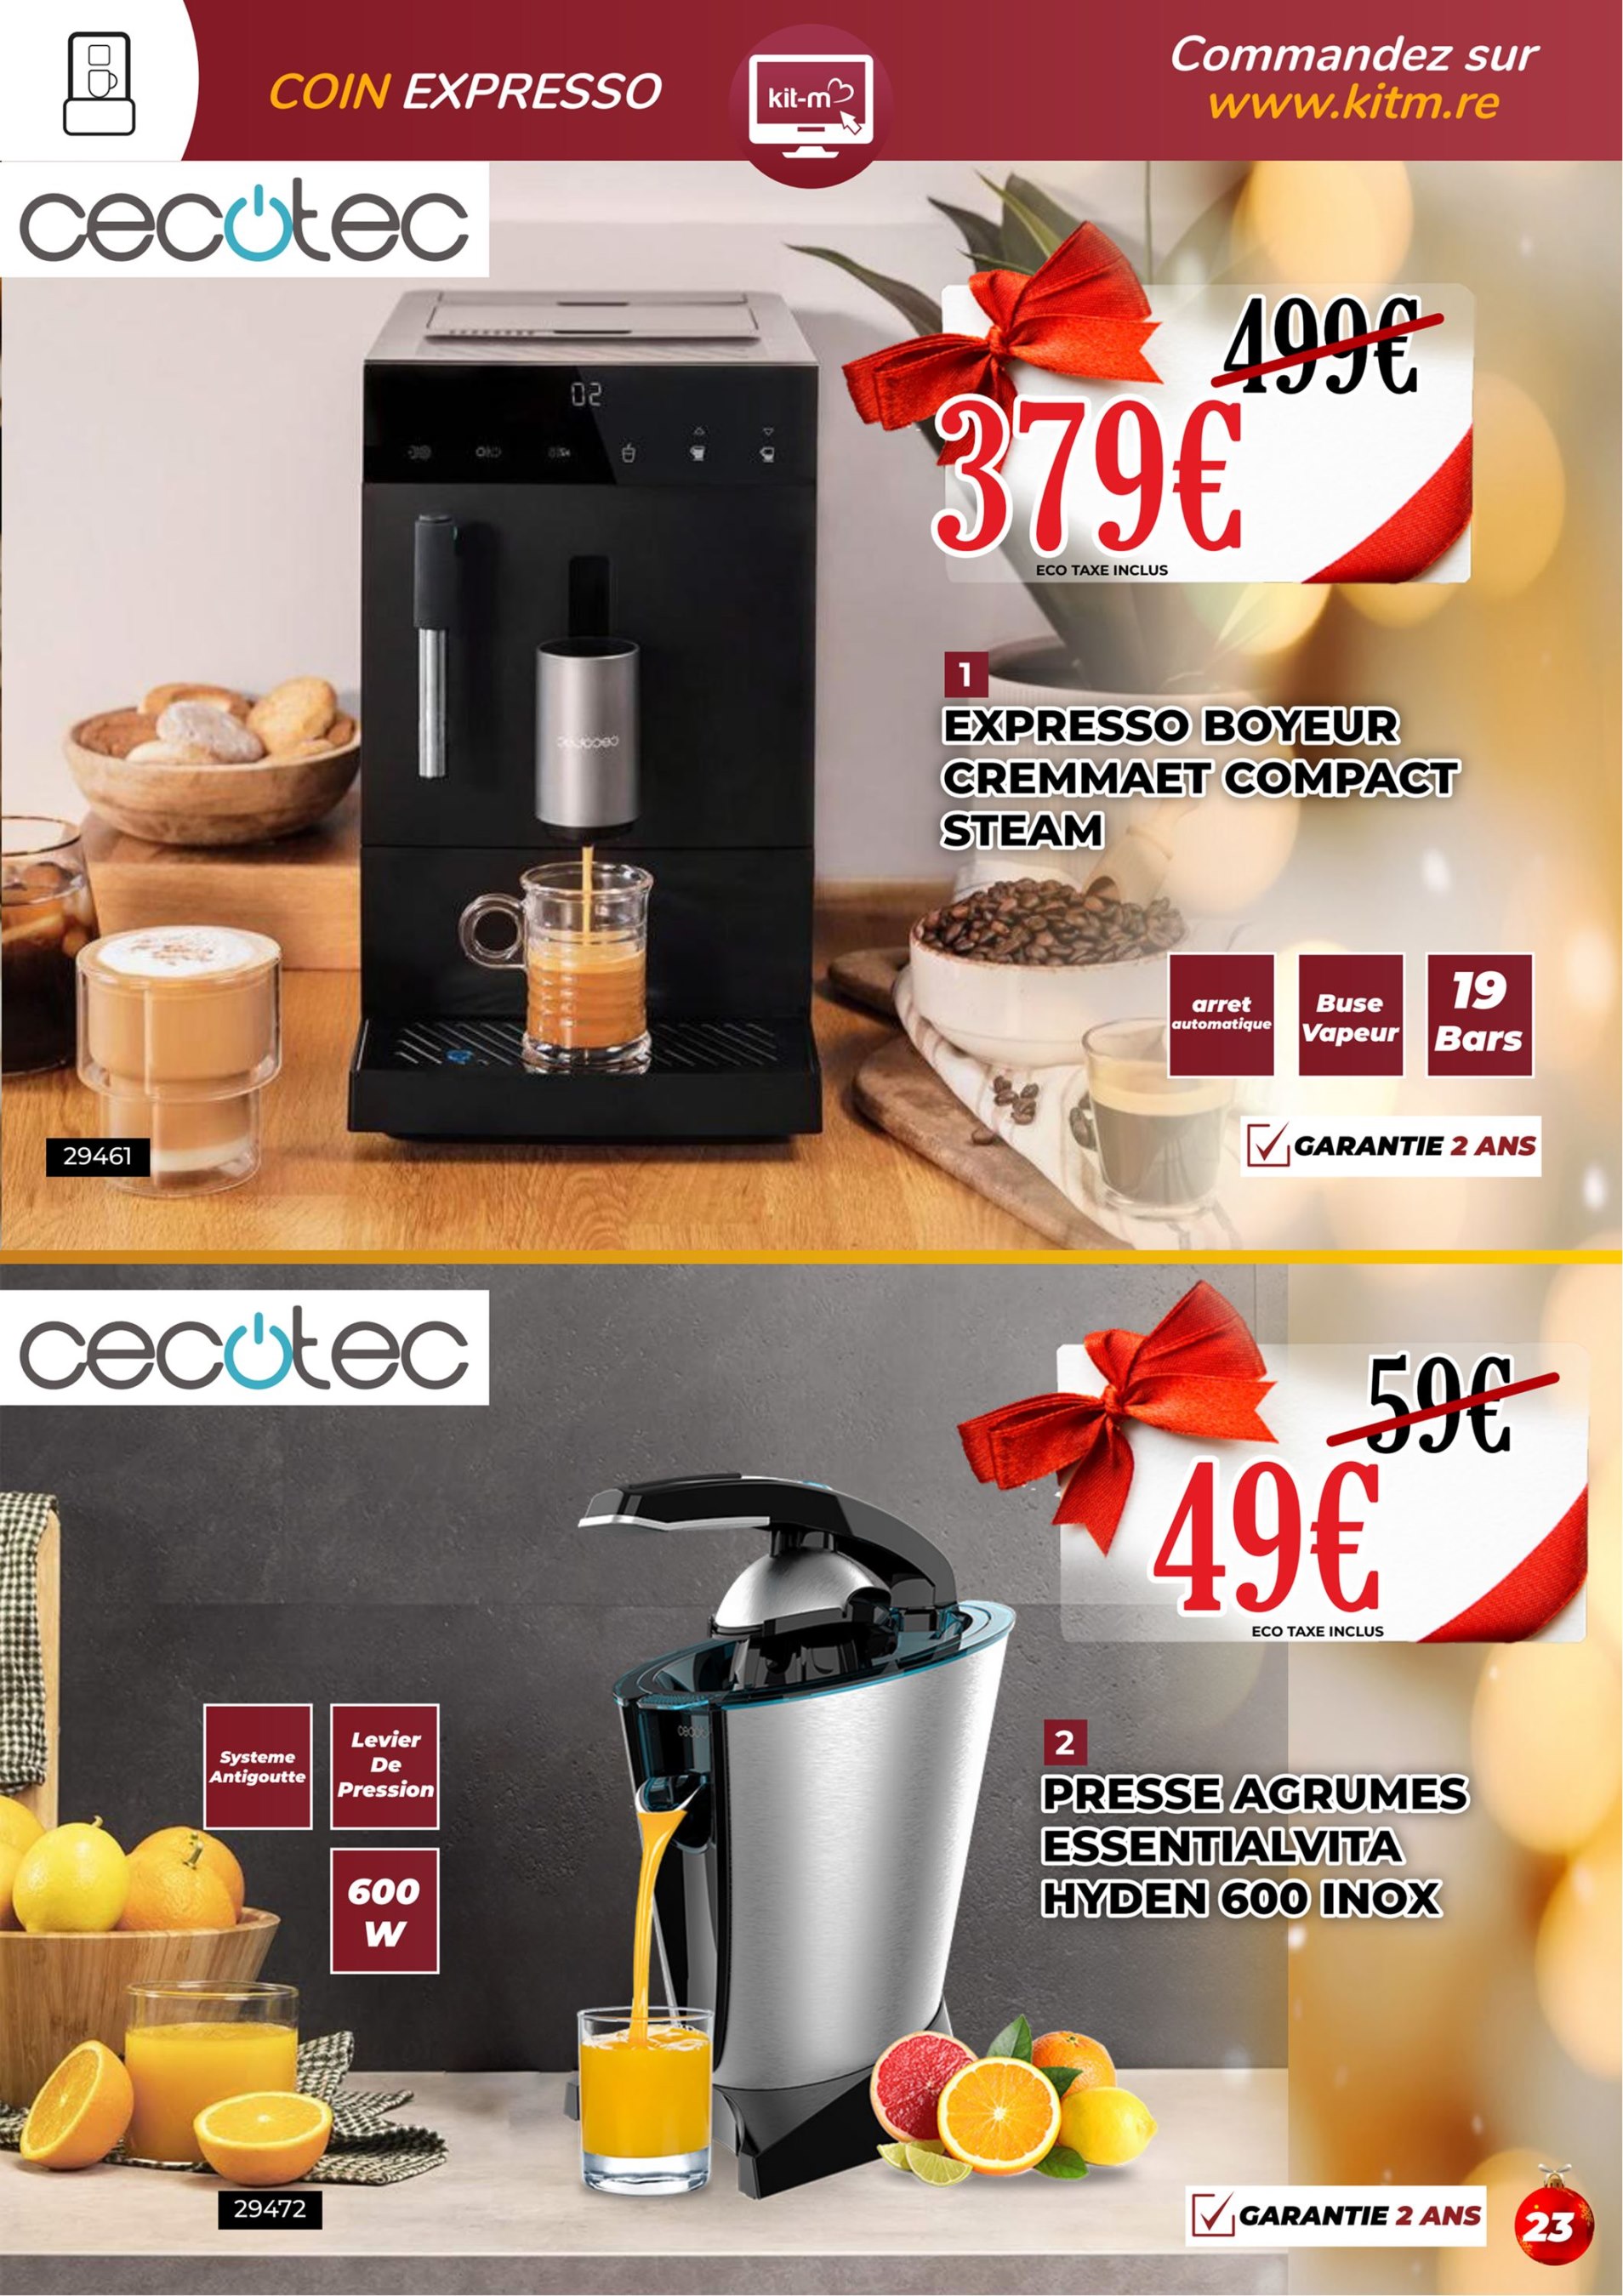 COIN EXPRESSO
kit-m
Commandez sur
www.kitm.re
cecotec
499€
379€
ECO TAXE INCLUS
02
1
EXPRESSO BOYEUR
CREMMAET COMPACT
STEAM
cecotec
arret
automatique
Buse
Vapeur
19
Bars
GARANTIE 2 ANS
29461
cecotec
59€
49€
ECO TAXE INCLUS
cecotec
Systeme
Antigoutte
Levier
De
Pression
600
W
2
PRESSE AGRUMES
ESSENTIALVITA
HYDEN 600 INOX
29472
GARANTIE 2 ANS
23